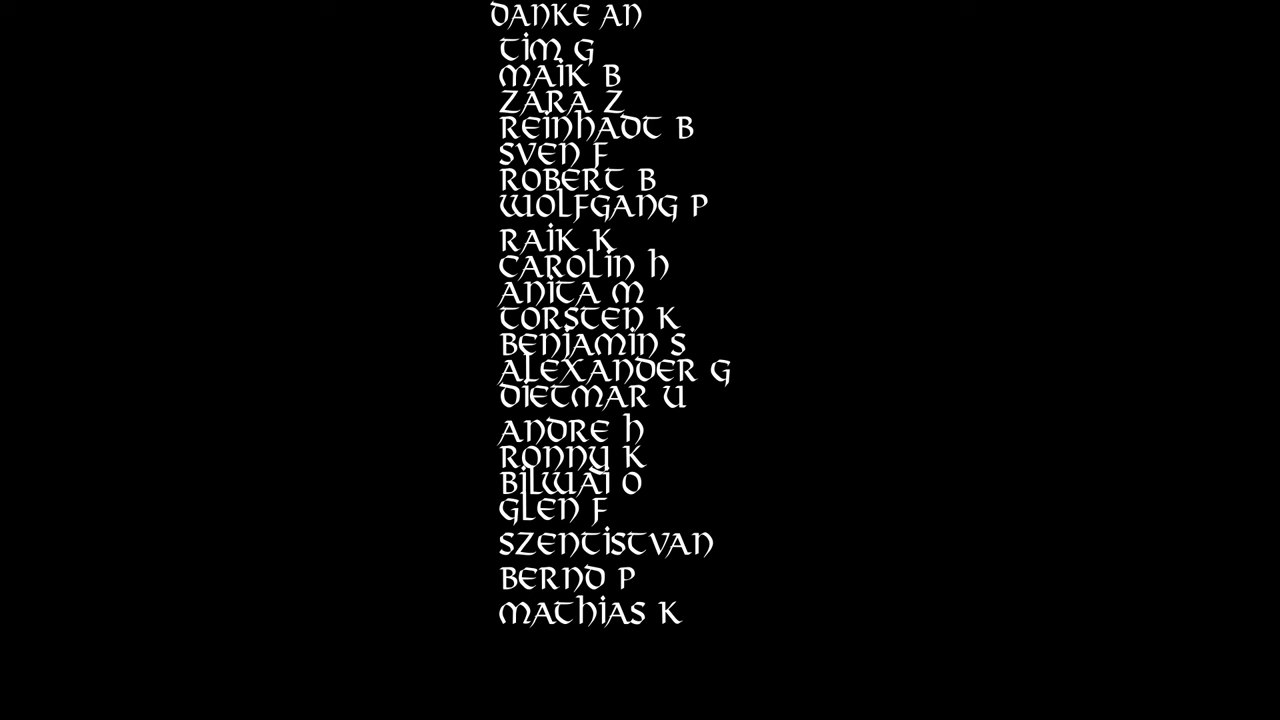 DANKE AN
TIM G
MAIK B
ZARA Z
REINHADT B
SVEN F
ROBERT B
WOLFGANG P
RAIK K
CAROLIN H
ANITA M
TORSTEN K
BENJAMIN S
ALEXANDER G
DIETMAR U
ANDRE H
RONNY K
BILWAI O
GLEN F
SZENTISTVAN
BERND P
MATHIAS K